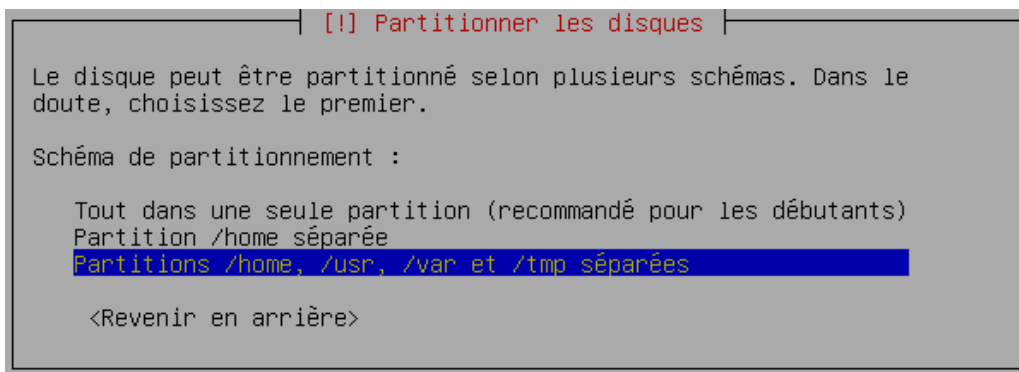 [!] Partitionner les disques
Le disque peut être partitionné selon plusieurs schémas. Dans le
doute, choisissez le premier.
Schéma de partitionnement :
Tout dans une seule partition (recommandé pour les débutants)
Partition /home séparée
Partitions /home, /usr, /var et /tmp séparées
<Revenir en arrière>